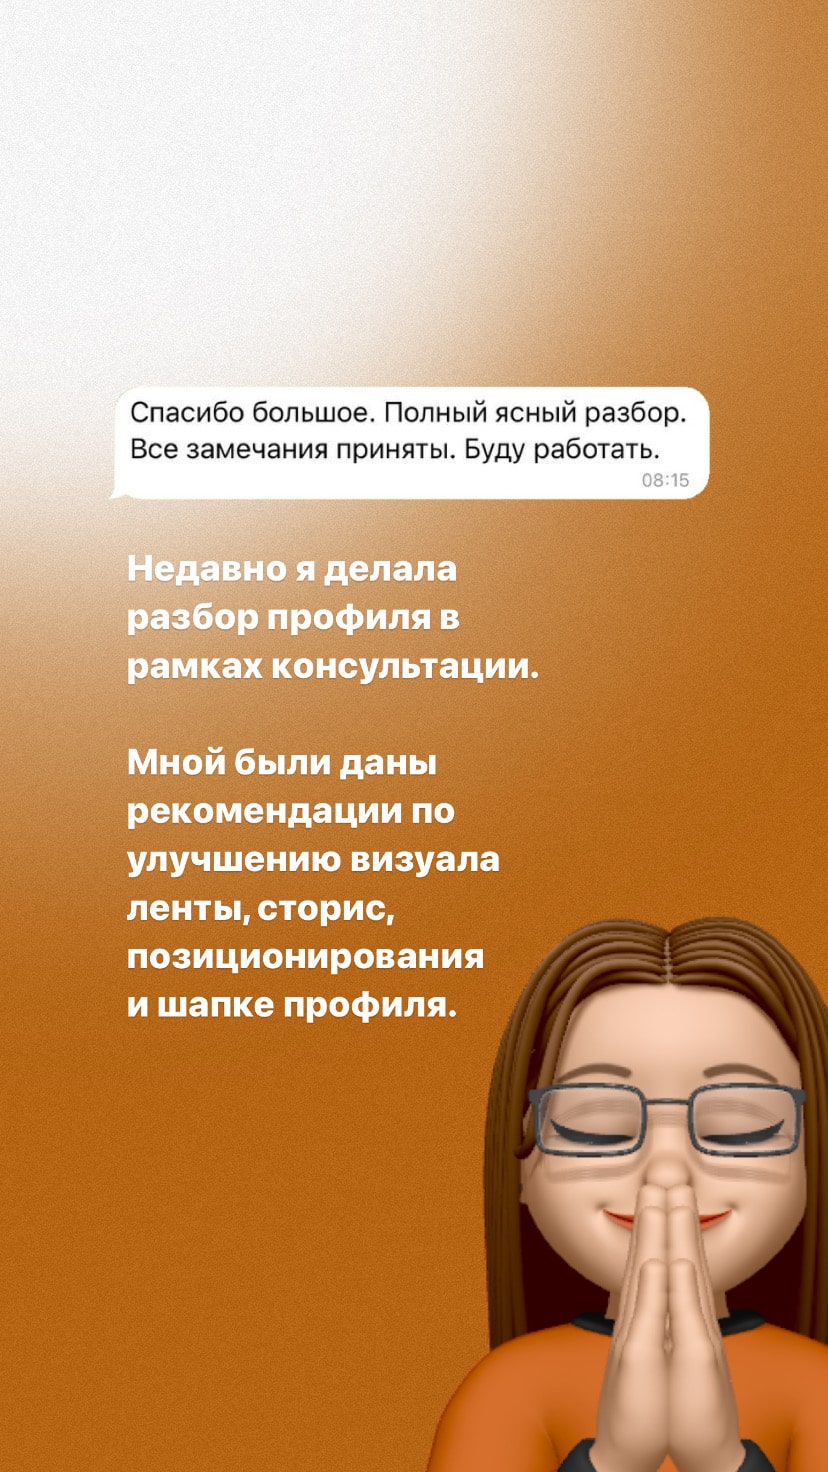 Спасибо большое. Полный ясный разбор.
Все замечания приняты. Буду работать.
08:15
Недавно я делала
разбор профиля в
рамках консультации.
Мной были даны
рекомендации по
улучшению визуала
ленты, сторис,
позиционирования
и шапке профиля.